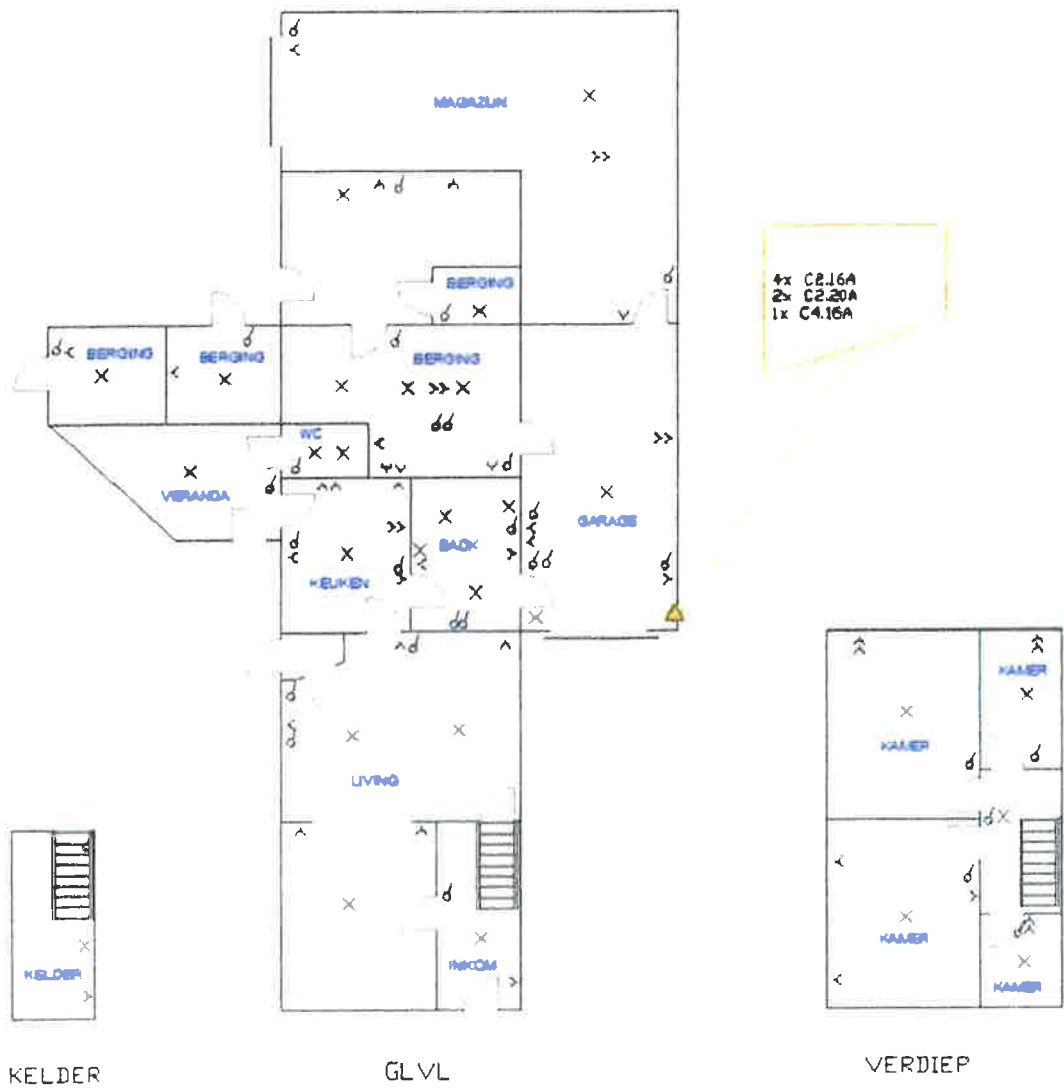 MAGAZIJN
4x C2.16A
2x C2.20A
1x C4.16A
BERGING
BERGING
BERGING
BERGING
WC
VERANDA
BADK
GARAGE
KEUKEN
KAMER
KAMER
LIVING
KAMER
INKOM
KELDER
KAMER
KELDER
GLVL
VERDIEP